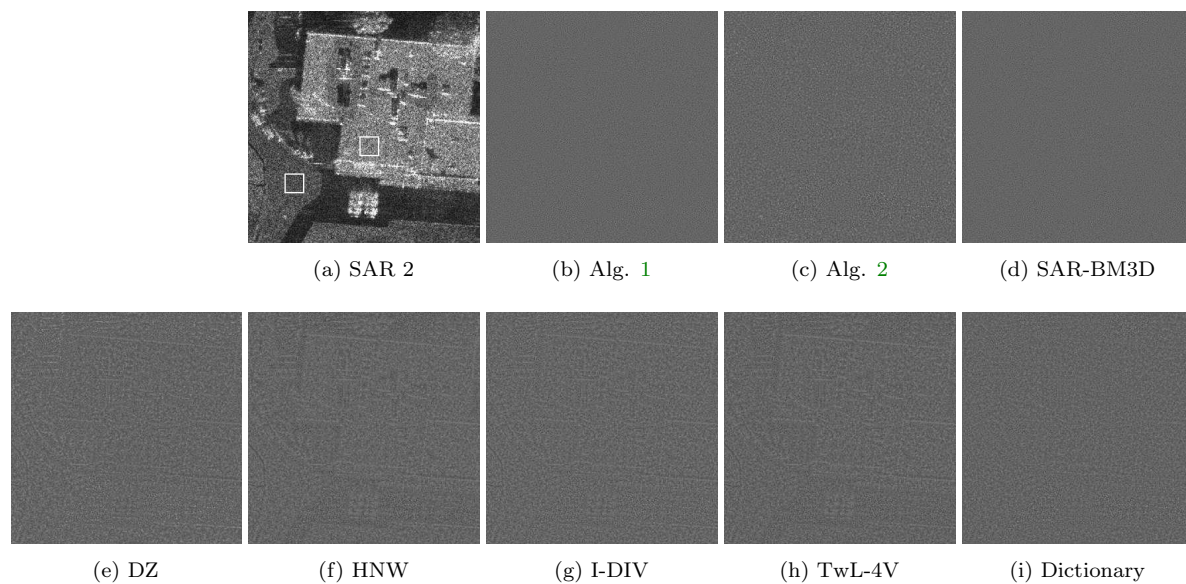 (a) SAR 2
(b) Alg. 1
(c) Alg. 2
(d) SAR-BM3D
(e) DZ
(f) HNW
(g) I-DIV
(h) TwL-4V
(i) Dictionary